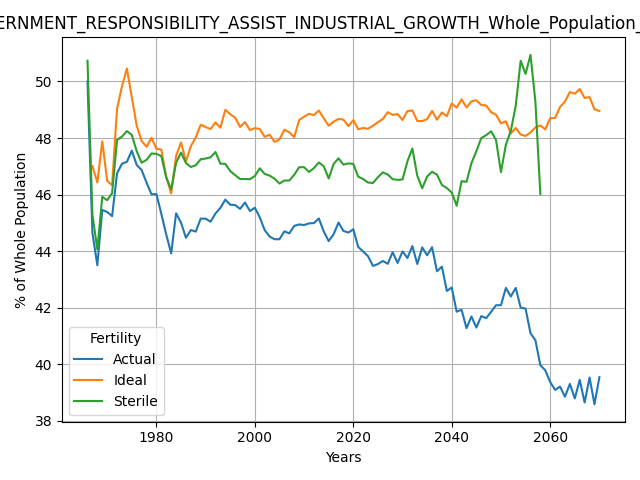 ERNMENT_RESPONSIBILITY_ASSIST_INDUSTRIAL_GROWTH_Whole_Population_
% of Whole Population
50
48
46
44
42
40
38
Fertility
Actual
Ideal
Sterile
1980
2000
2020
2040
2060
Years